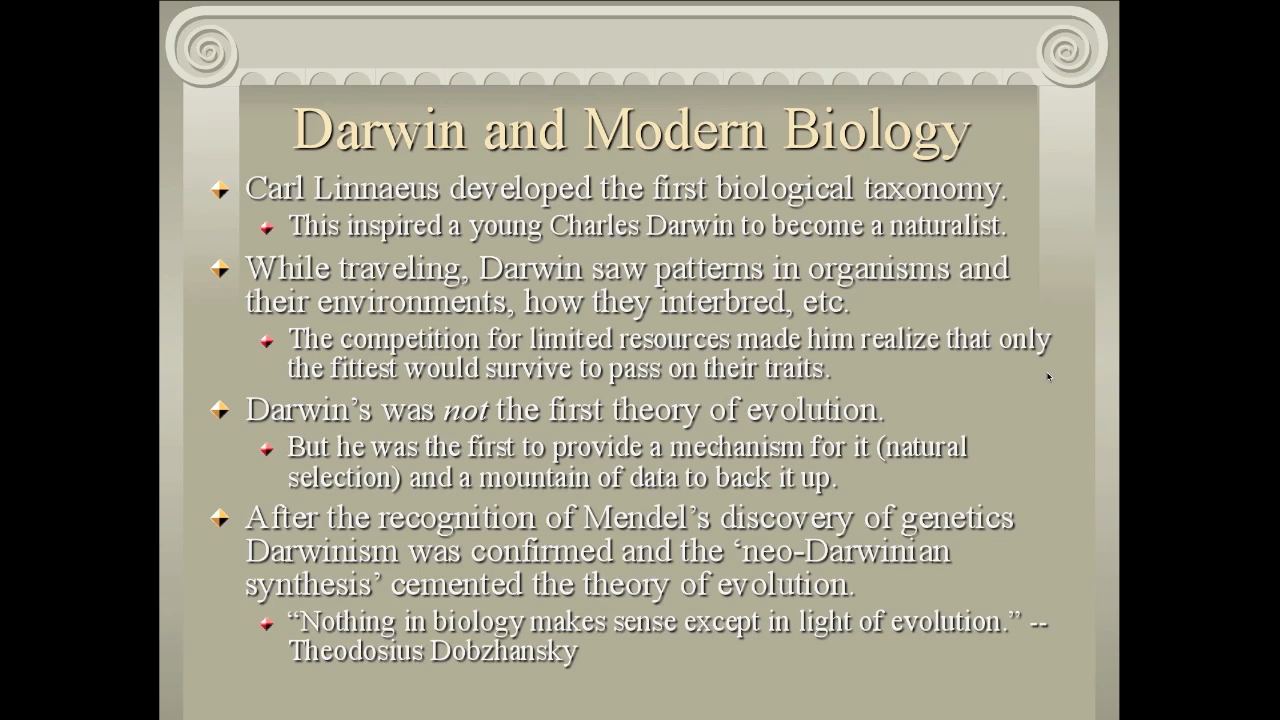 Darwin and Modern Biology
Carl Linnaeus developed the first biological taxonomy.
This inspired a young Charles Darwin to become a naturalist.
While traveling, Darwin saw patterns in organisms and
their environments, how they interbred, etc.
The competition for limited resources made him realize that only
the fittest would survive to pass on their traits.
Darwin’s was not the first theory of evolution.
But he was the first to provide a mechanism for it (natural
selection) and a mountain of data to back it up.
After the recognition of Mendel’s discovery of genetics
Darwinism was confirmed and the ‘neo-Darwinian
synthesis’ cemented the theory of evolution.
“Nothing in biology makes sense except in light of evolution.” --
Theodosius Dobzhansky